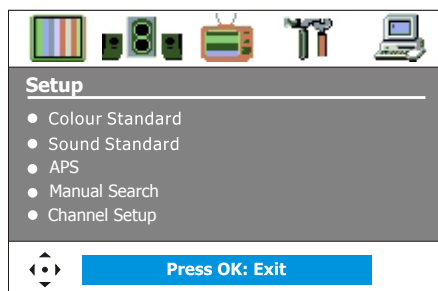 Setup
Colour Standard
Sound Standard
APS
Manual Search
Channel Setup
Press OK: Exit